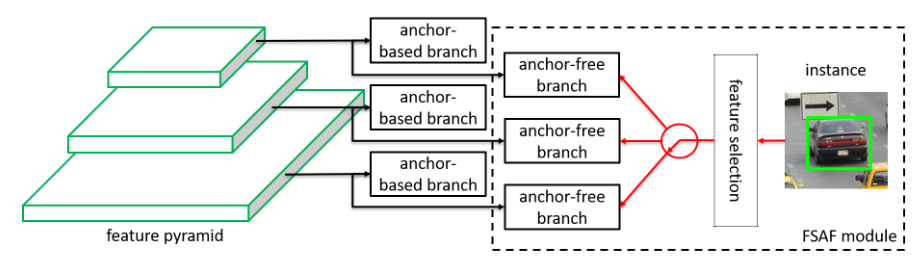 anchor-
based branch
anchor-free
branch
anchor-
based branch
anchor-free
branch
anchor-
based branch
anchor-free
branch
feature selection
instance
feature pyramid
FSAF module